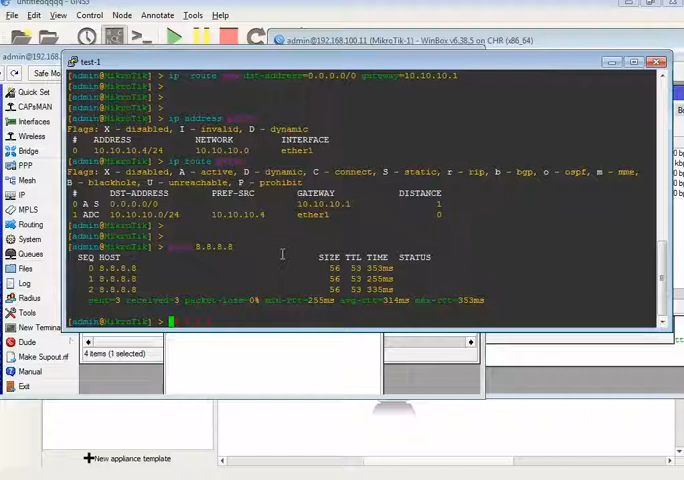 untitledqqqq - GNS3
File Edit View Control Node Annotate Tools Help
admin@192.168.100.11 (MikroTik-1) - WinBox v6.38.5 on CHR (x86_64)
admin@
Safe Mo
test-1
Quick Set
CAPsMAN
Interfaces
Wireless
Bridge
PPP
Mesh
IP
MPLS
Routing
System
Queues
Files
Log
Radius
Tools
New Terminal
Dude
Make Supout.rif
Manual
Exit
[admin@MikroTik] > ip route dst-address=0.0.0.0/0 gateway=10.10.10.1
[admin@MikroTik] >
[admin@MikroTik] >
[admin@MikroTik] >
[admin@MikroTik] > ip address print
Flags: X - disabled, I - invalid, D - dynamic
# ADDRESS NETWORK INTERFACE
0 10.10.10.4/24 10.10.10.0 ether1
[admin@MikroTik] > ip route print
Flags: X - disabled, A - active, D - dynamic, C - connect, S - static, r - rip, b - bgp, o - ospf, m - mme,
B - blackhole, U - unreachable, P - prohibit
# DST-ADDRESS PREF-SRC GATEWAY DISTANCE
0 A S 0.0.0.0/0 10.10.10.1 1
1 ADC 10.10.10.0/24 10.10.10.4 ether1 0
[admin@MikroTik] >
[admin@MikroTik] >
[admin@MikroTik] > ping 8.8.8.8
SEQ HOST SIZE TTL TIME STATUS
0 8.8.8.8 56 53 353ms
1 8.8.8.8 56 53 255ms
2 8.8.8.8 56 53 335ms
sent=3 received=3 packet-loss=0% min-rtt=255ms avg-rtt=314ms max-rtt=353ms
[admin@MikroTik] >
4 items (1 selected)
New appliance template